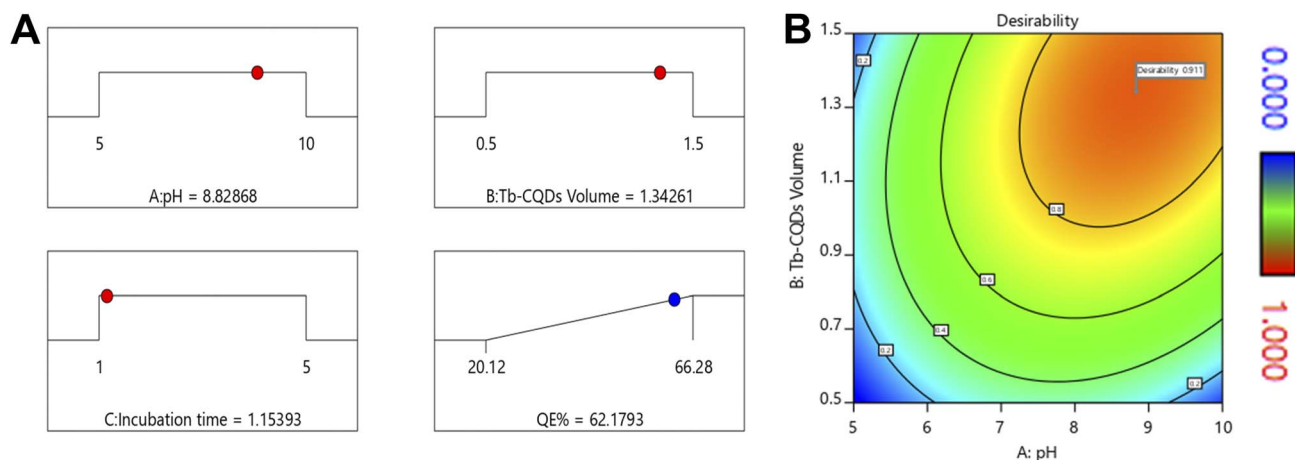 A
5 10
A:pH = 8.82868
0.5 1.5
B:Tb-CQDs Volume = 1.34261
1 5
C:Incubation time = 1.15393
20.12 66.28
QE% = 62.1793
B
Desirability
B: Tb-CQDs Volume
1.5
1.3
1.1
0.9
0.7
0.5
0.2
Desirability 0.911
0.8
0.6
0.4
0.2
0.2
5 6 7 8 9 10
A: pH
0.000
1.000